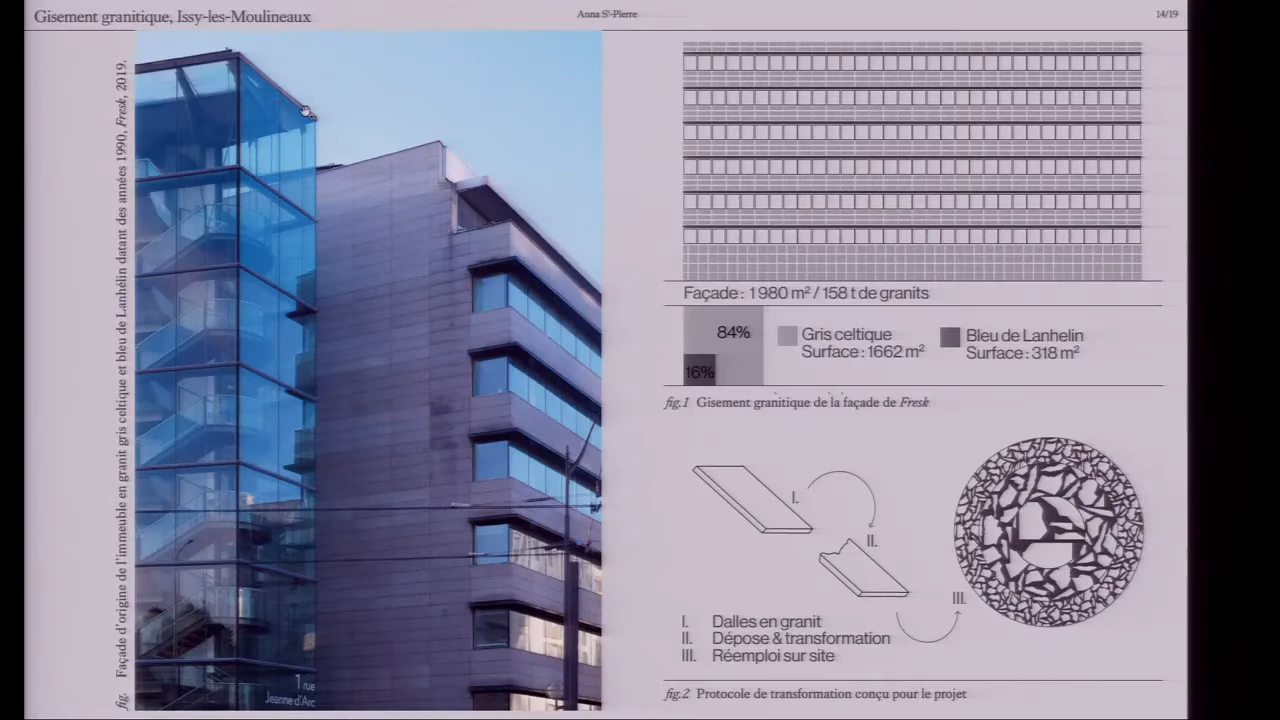 Gisement granitique, Issy-les-Moulineaux
Anna Sᵗ-Pierre
14/19
fig. Façade d'origine de l'immeuble en granit gris celtique et bleu de Lanhélin datant des années 1990, Fresk, 2019.
1 rue
Jeanne d'Arc
Façade : 1 980 m² / 158 t de granits
84%
16%
Gris celtique
Surface : 1662 m²
Bleu de Lanhelin
Surface : 318 m²
fig.1 Gisement granitique de la façade de Fresk
I.
II.
III.
I. Dalles en granit
II. Dépose & transformation
III. Réemploi sur site
fig.2 Protocole de transformation conçu pour le projet